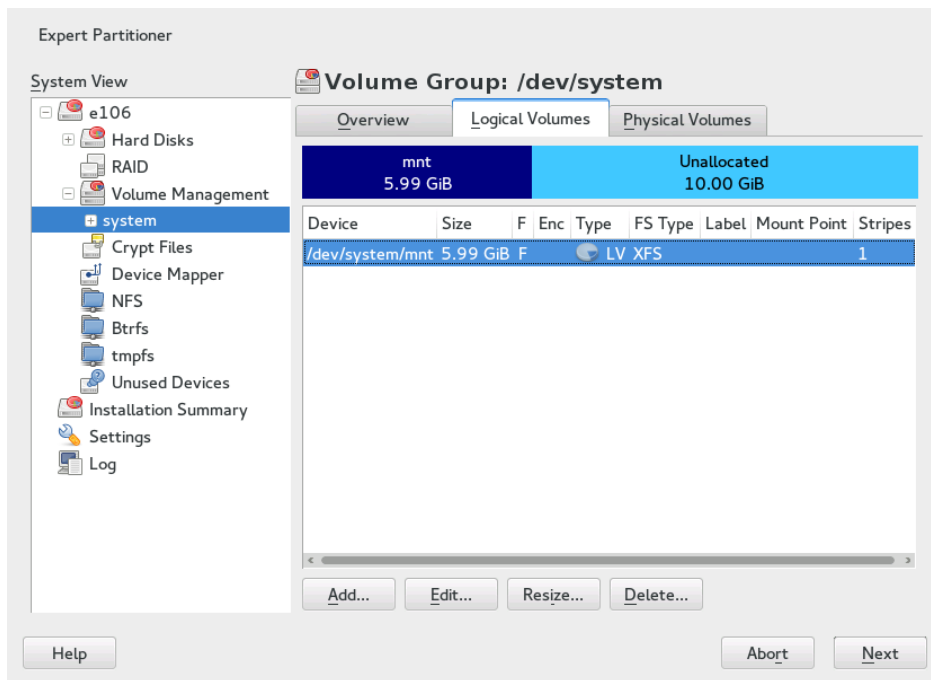 Expert Partitioner
System View
e106
Hard Disks
RAID
Volume Management
system
Crypt Files
Device Mapper
NFS
Btrfs
tmpfs
Unused Devices
Installation Summary
Settings
Log
Volume Group: /dev/system
Overview Logical Volumes Physical Volumes
mnt Unallocated
5.99 GiB 10.00 GiB
Device Size F Enc Type FS Type Label Mount Point Stripes
/dev/system/mnt 5.99 GiB F LV XFS 1
Add... Edit... Resize... Delete...
Help Abort Next